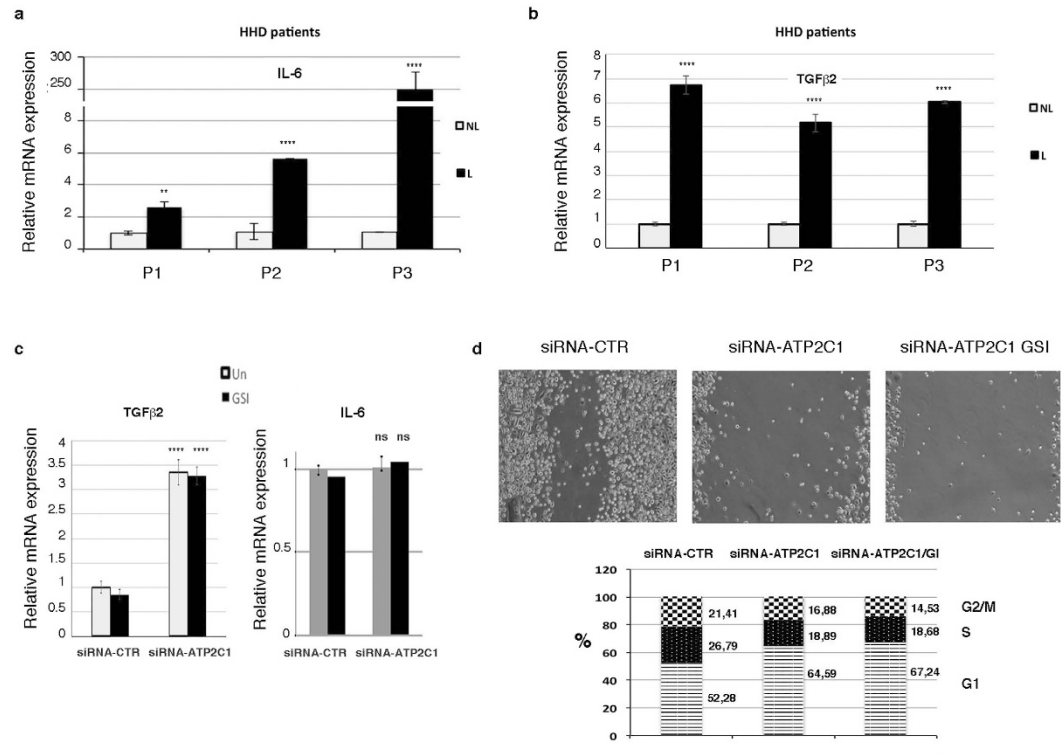 a
HHD patients
IL-6
Relative mRNA expression
300
250
8
6
4
2
0
**
****
****
P1
P2
P3
NL
L
b
HHD patients
TGFβ2
Relative mRNA expression
8
7
6
5
4
3
2
1
0
****
****
****
P1
P2
P3
NL
L
c
Un
GSI
TGFβ2
Relative mRNA expression
4
3.5
3
2.5
2
1.5
1
0.5
0
**** ****
siRNA-CTR siRNA-ATP2C1
IL-6
Relative mRNA expression
1
0.5
0
ns ns
siRNA-CTR siRNA-ATP2C1
d
siRNA-CTR siRNA-ATP2C1 siRNA-ATP2C1 GSI
siRNA-CTR siRNA-ATP2C1 siRNA-ATP2C1/GI
%
120
100
80
60
40
20
0
21,41 16,88 14,53 G2/M
26,79 18,89 18,68 S
52,28 64,59 67,24 G1